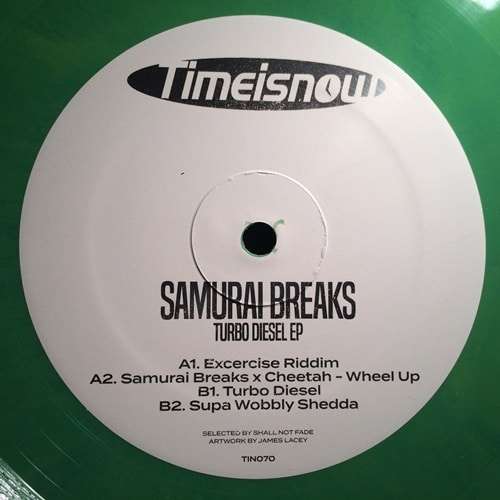 Timeisnow
SAMURAI BREAKS
TURBO DIESEL EP
A1. Excercise Riddim
A2. Samurai Breaks x Cheetah - Wheel Up
B1. Turbo Diesel
B2. Supa Wobbly Shedda
SELECTED BY SHALL NOT FADE
ARTWORK BY JAMES LACEY
TIN070